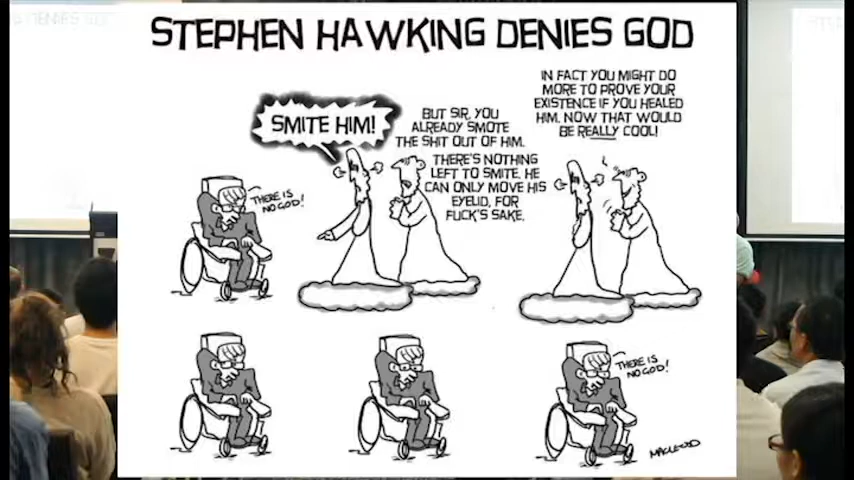 STEPHEN HAWKING DENIES GOD
THERE IS
NO GOD!
SMITE HIM!
BUT SIR, YOU
ALREADY SMOTE
THE SHIT OUT OF HIM.
THERE'S NOTHING
LEFT TO SMITE. HE
CAN ONLY MOVE HIS
EYELID, FOR
FUCK'S SAKE.
IN FACT YOU MIGHT DO
MORE TO PROVE YOUR
EXISTENCE IF YOU HEALED
HIM. NOW THAT WOULD
BE REALLY COOL!
THERE IS
NO GOD!
MACLEOD